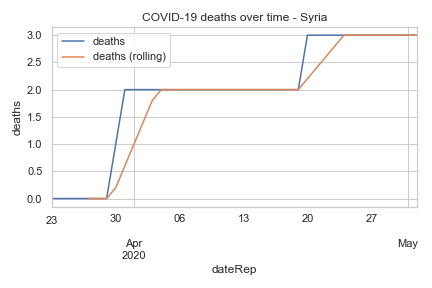 COVID-19 deaths over time - Syria
deaths
deaths (rolling)
deaths
3.0
2.5
2.0
1.5
1.0
0.5
0.0
23 30 06 13 20 27
Apr May
2020
dateRep